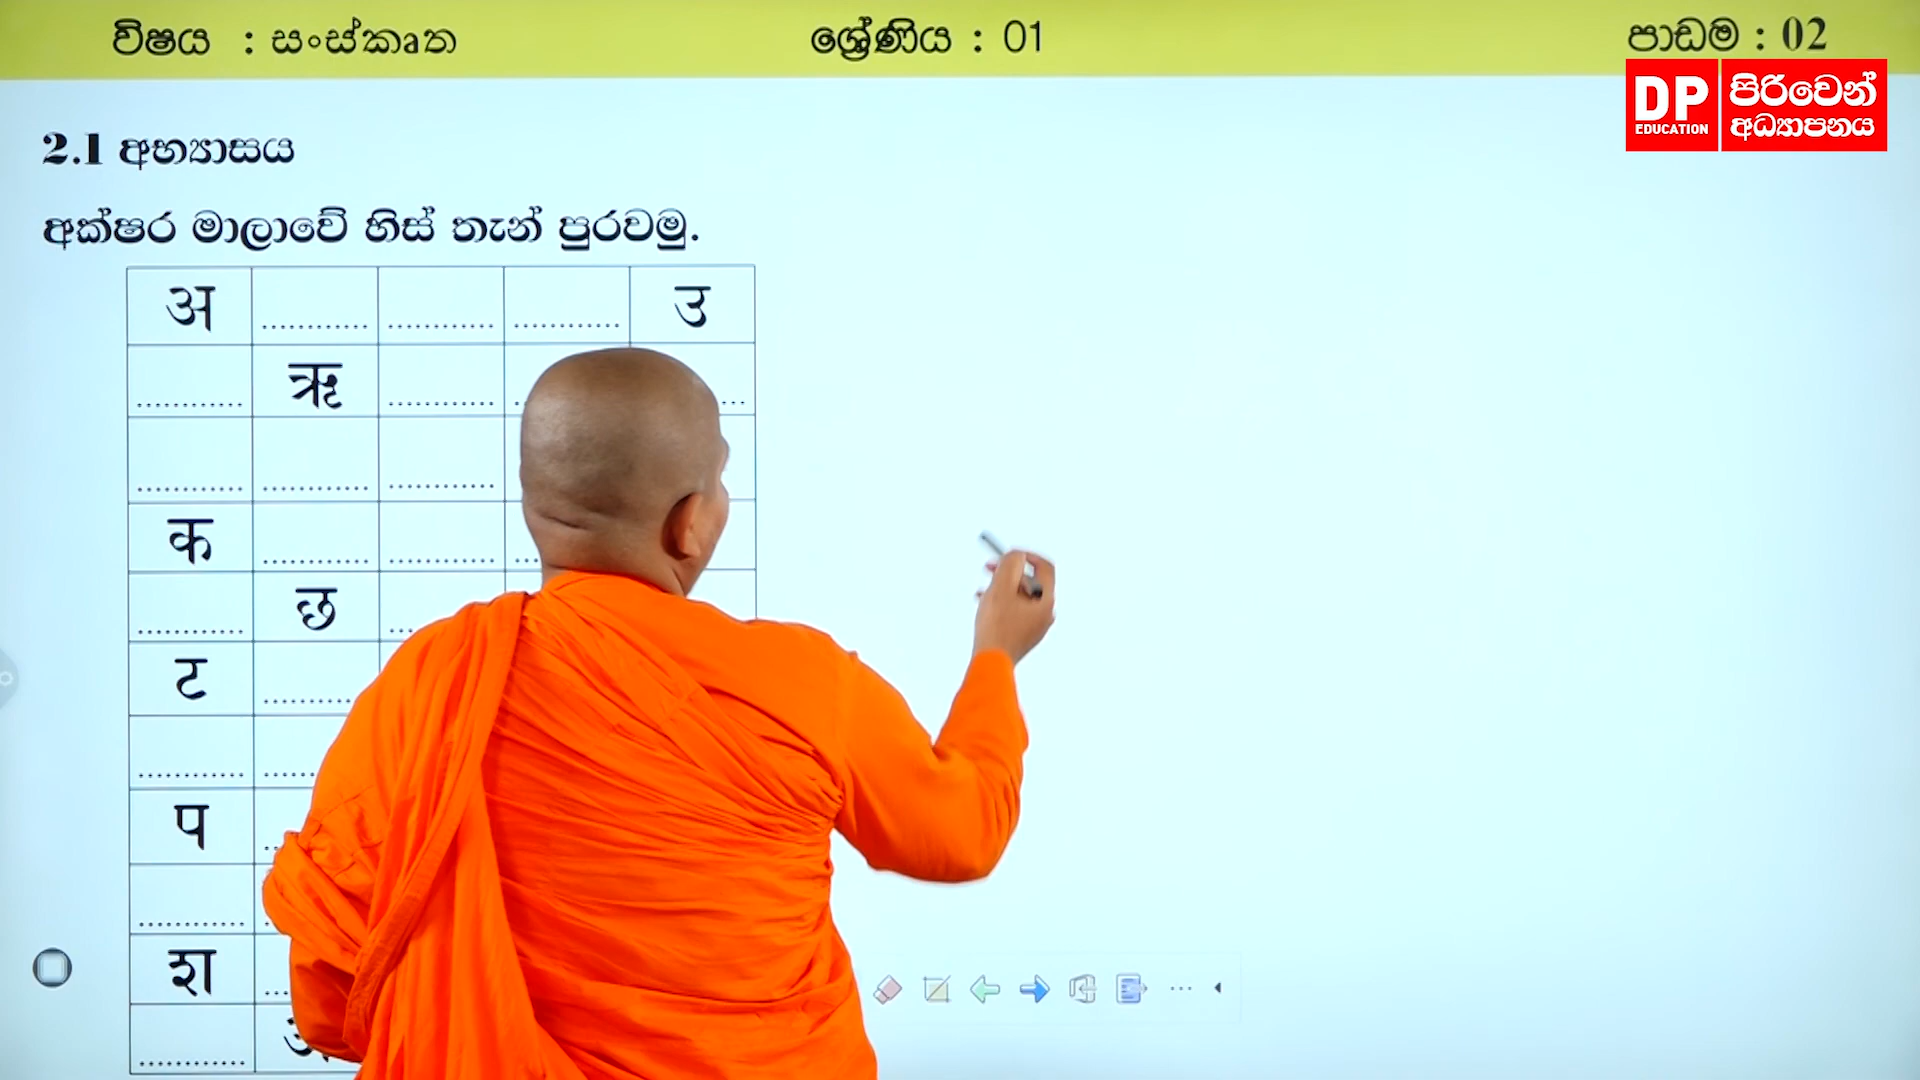 විෂය : සංස්කෘත
ශ්‍රේණිය : 01
පාඩම : 02
DP EDUCATION
පිරිවෙන් අධ්‍යාපනය
2.1 අභ්‍යාසය
අක්ෂර මාලාවේ හිස් තැන් පුරවමු.
अ ............ ............ ............ उ
............ ऋ ............
............ ............ ............
क ............ ............
............ छ
ट
............
प
............
श
............